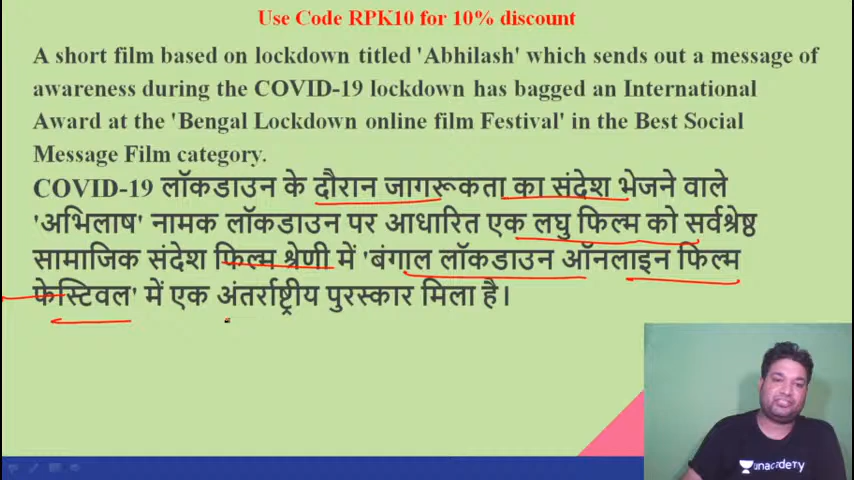 Use Code RPK10 for 10% discount
A short film based on lockdown titled 'Abhilash' which sends out a message of
awareness during the COVID-19 lockdown has bagged an International
Award at the 'Bengal Lockdown online film Festival' in the Best Social
Message Film category.
COVID-19 लॉकडाउन के दौरान जागरूकता का संदेश भेजने वाले
'अभिलाष' नामक लॉकडाउन पर आधारित एक लघु फिल्म को सर्वश्रेष्ठ
सामाजिक संदेश फिल्म श्रेणी में 'बंगाल लॉकडाउन ऑनलाइन फिल्म
फेस्टिवल' में एक अंतर्राष्ट्रीय पुरस्कार मिला है।
unacademy